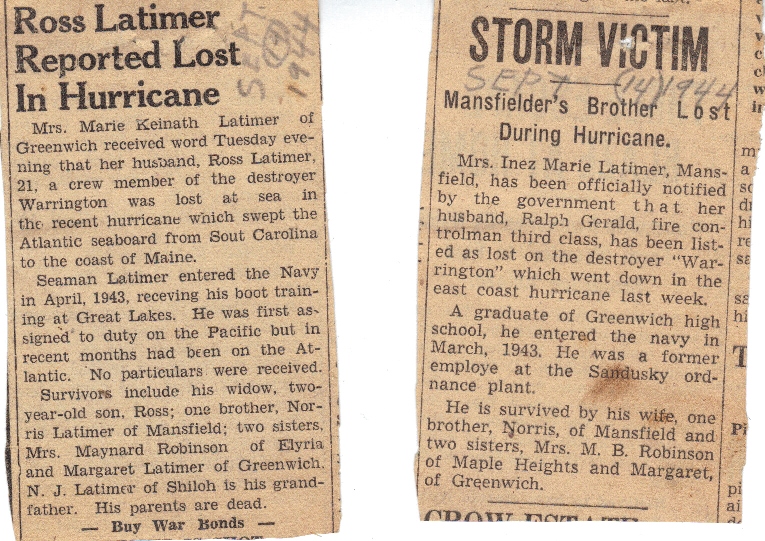 Ross Latimer
Reported Lost
In Hurricane
SEPT. (14) 1944
Mrs. Marie Keinath Latimer of
Greenwich received word Tuesday eve-
ning that her husband, Ross Latimer,
21, a crew member of the destroyer
Warrington was lost at sea in
the recent hurricane which swept the
Atlantic seaboard from Sout Carolina
to the coast of Maine.
Seaman Latimer entered the Navy
in April, 1943, receving his boot train-
ing at Great Lakes. He was first as-
signed to duty on the Pacific but in
recent months had been on the At-
lantic. No particulars were received.
Survivors include his widow, two-
year-old son, Ross; one brother, Nor-
ris Latimer of Mansfield; two sisters,
Mrs. Maynard Robinson of Elyria
and Margaret Latimer of Greenwich.
N. J. Latimer of Shiloh is his grand-
father. His parents are dead.
— Buy War Bonds —
STORM VICTIM
SEPT (14) 1944
Mansfielder's Brother Lost
During Hurricane.
Mrs. Inez Marie Latimer, Mans-
field, has been officially notified
by the government that her
husband, Ralph Gerald, fire con-
trolman third class, has been list-
ed as lost on the destroyer "War-
rington" which went down in the
east coast hurricane last week.
A graduate of Greenwich high
school, he entered the navy in
March, 1943. He was a former
employe at the Sandusky ord-
nance plant.
He is survived by his wife, one
brother, Norris, of Mansfield and
two sisters, Mrs. M. B. Robinson
of Maple Heights and Margaret,
of Greenwich.
CROW ESTATE